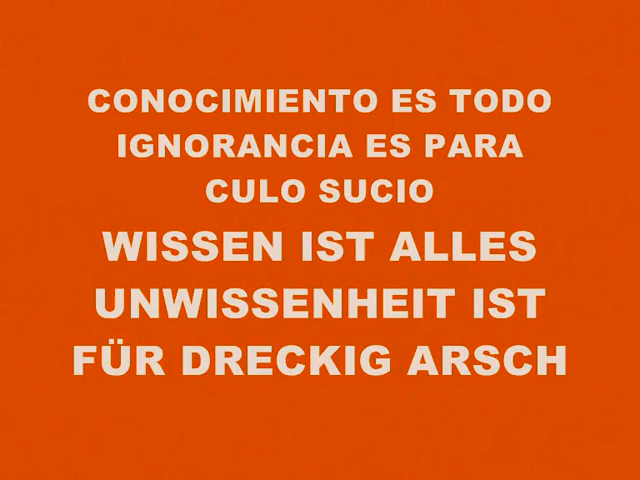 CONOCIMIENTO ES TODO
IGNORANCIA ES PARA
CULO SUCIO
WISSEN IST ALLES
UNWISSENHEIT IST
FÜR DRECKIG ARSCH